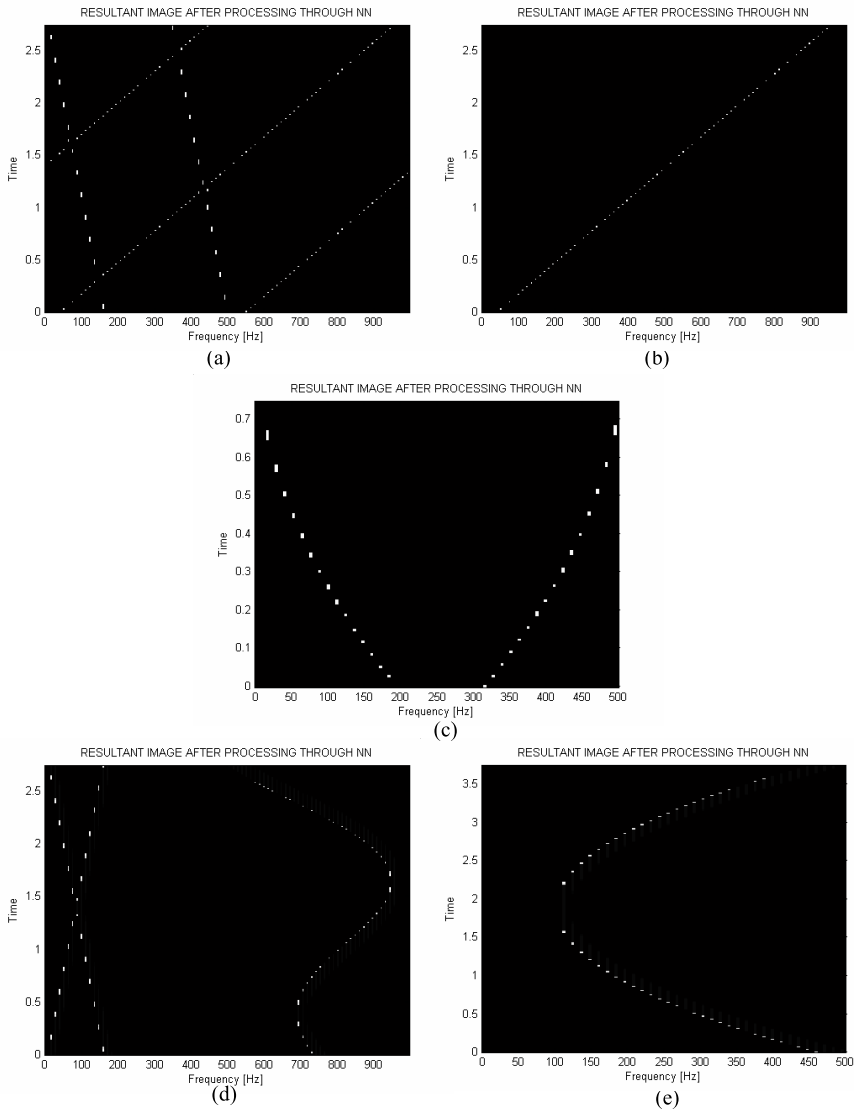 RESULTANT IMAGE AFTER PROCESSING THROUGH NN
2.5
2
1.5
1
0.5
0
Time
0 100 200 300 400 500 600 700 800 900
Frequency [Hz]
(a)
RESULTANT IMAGE AFTER PROCESSING THROUGH NN
2.5
2
1.5
1
0.5
0
Time
0 100 200 300 400 500 600 700 800 900
Frequency [Hz]
(b)
RESULTANT IMAGE AFTER PROCESSING THROUGH NN
0.7
0.6
0.5
0.4
0.3
0.2
0.1
0
Time
0 50 100 150 200 250 300 350 400 450 500
Frequency [Hz]
(c)
RESULTANT IMAGE AFTER PROCESSING THROUGH NN
2.5
2
1.5
1
0.5
0
Time
0 100 200 300 400 500 600 700 800 900
Frequency [Hz]
(d)
RESULTANT IMAGE AFTER PROCESSING THROUGH NN
3.5
3
2.5
2
1.5
1
0.5
0
Time
0 50 100 150 200 250 300 350 400 450 500
Frequency [Hz]
(e)